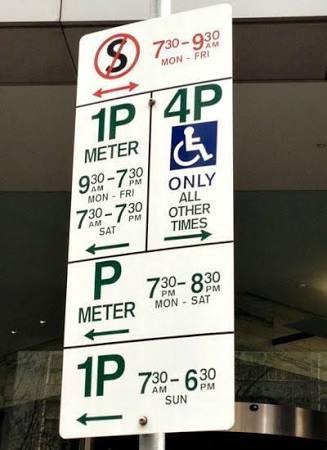 S 730 - 930 AM
MON - FRI
1P
METER
930 AM - 730 PM
MON - FRI
730 AM - 730 PM
SAT
4P
ONLY
ALL
OTHER
TIMES
P
METER
730 PM - 830 PM
MON - SAT
1P
730 AM - 630 PM
SUN